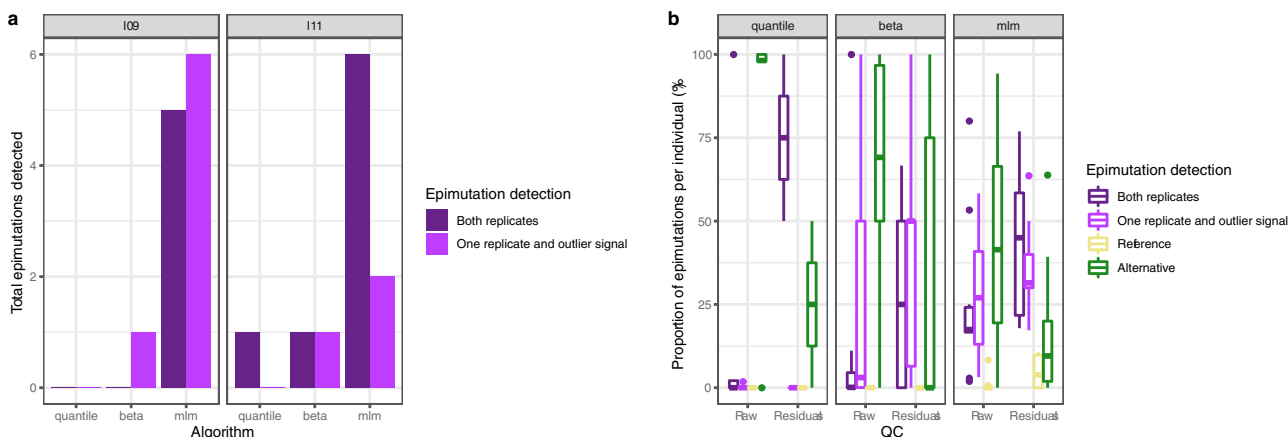 a
l09
l11
Total epimutations detected
6
4
2
0
quantile
beta
mlm
quantile
beta
mlm
Algorithm
Epimutation detection
Both replicates
One replicate and outlier signal
b
quantile
beta
mlm
Proportion of epimutations per individual (%
100
75
50
25
0
Raw
Residuals
Raw
Residuals
Raw
Residuals
QC
Epimutation detection
Both replicates
One replicate and outlier signal
Reference
Alternative